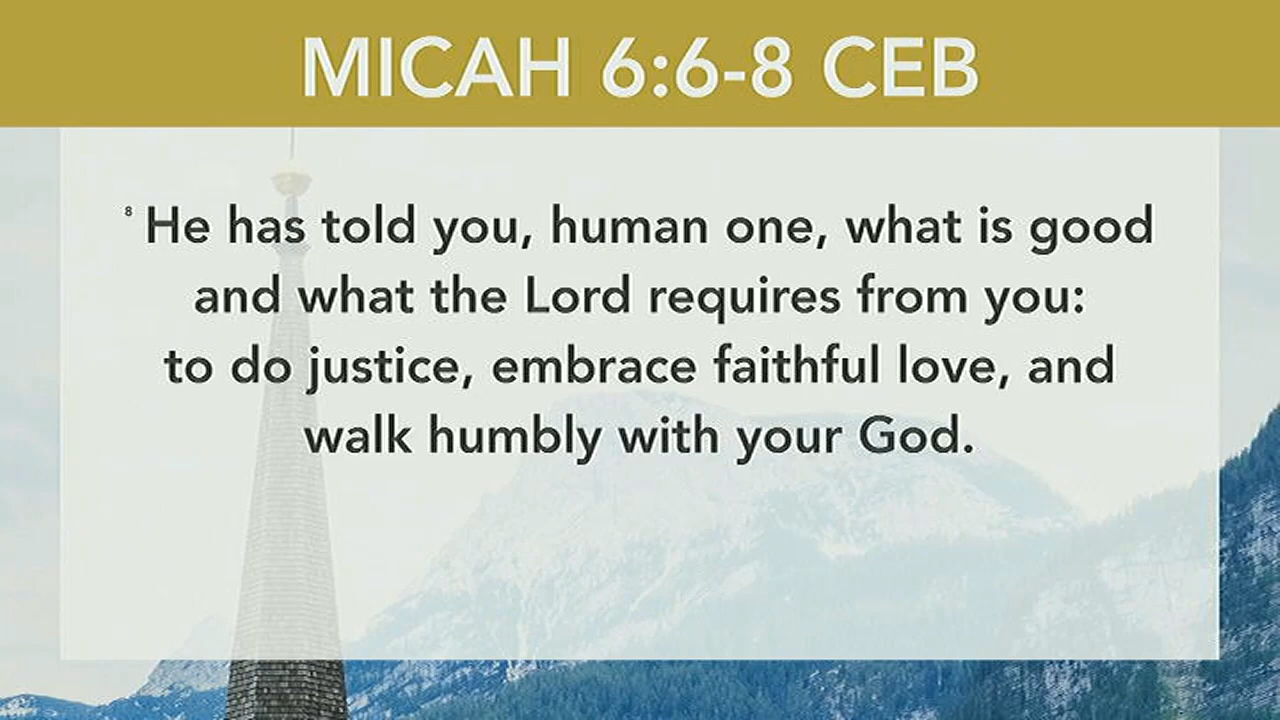 MICAH 6:6-8 CEB
⁸ He has told you, human one, what is good
and what the Lord requires from you:
to do justice, embrace faithful love, and
walk humbly with your God.